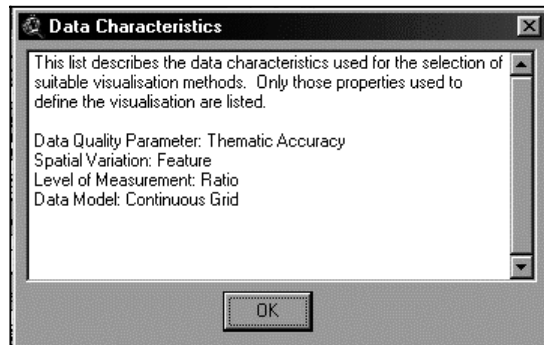 Data Characteristics
This list describes the data characteristics used for the selection of
suitable visualisation methods. Only those properties used to
define the visualisation are listed.
Data Quality Parameter: Thematic Accuracy
Spatial Variation: Feature
Level of Measurement: Ratio
Data Model: Continuous Grid
OK